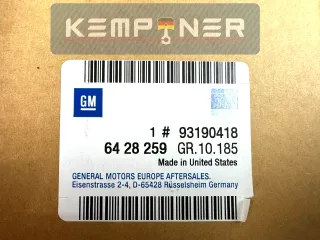 KEMPTNER
GM
1 # 93190418
64 28 259 GR.10.185
Made in United States
GENERAL MOTORS EUROPE AFTERSALES.
Eisenstrasse 2-4, D-65428 Rüsselsheim Germany